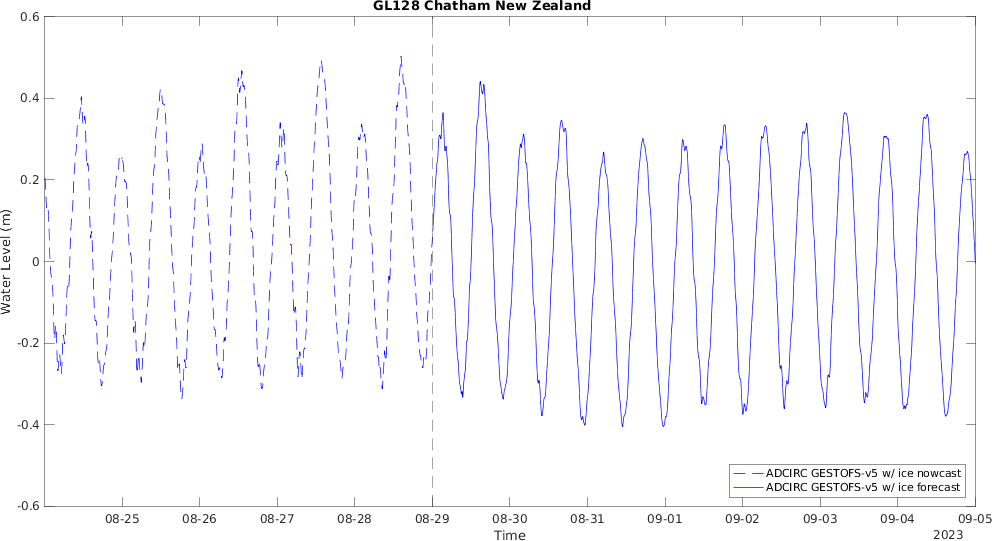 GL128 Chatham New Zealand
0.6
0.4
0.2
0
-0.2
-0.4
-0.6
Water Level (m)
ADCIRC GESTOFS-v5 w/ ice nowcast
ADCIRC GESTOFS-v5 w/ ice forecast
08-25 08-26 08-27 08-28 08-29 08-30 08-31 09-01 09-02 09-03 09-04 09-05
Time
2023